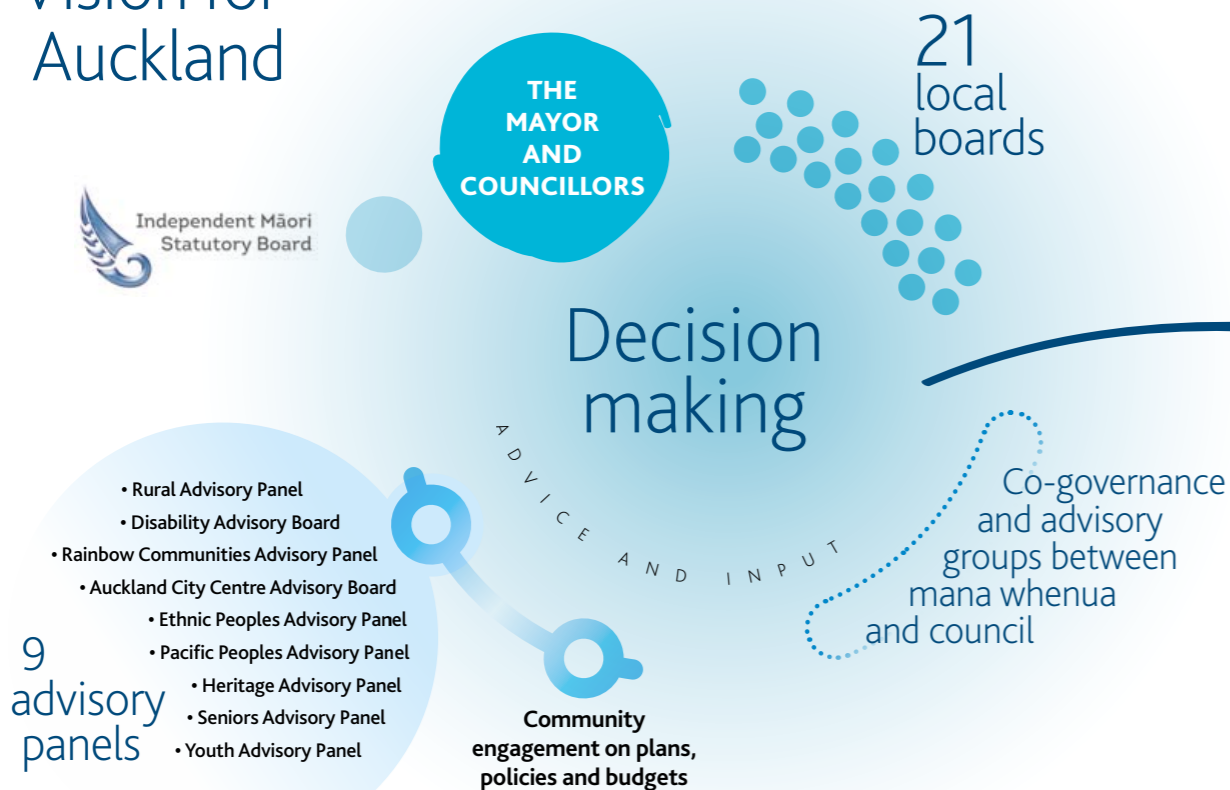 Vision for
Auckland
THE
MAYOR
AND
COUNCILLORS
21
local
boards
Independent Māori
Statutory Board
Decision
making
ADVICE AND INPUT
Co-governance
and advisory
groups between
mana whenua
and council
9
advisory
panels
• Rural Advisory Panel
• Disability Advisory Board
• Rainbow Communities Advisory Panel
• Auckland City Centre Advisory Board
• Ethnic Peoples Advisory Panel
• Pacific Peoples Advisory Panel
• Heritage Advisory Panel
• Seniors Advisory Panel
• Youth Advisory Panel
Community
engagement on plans,
policies and budgets